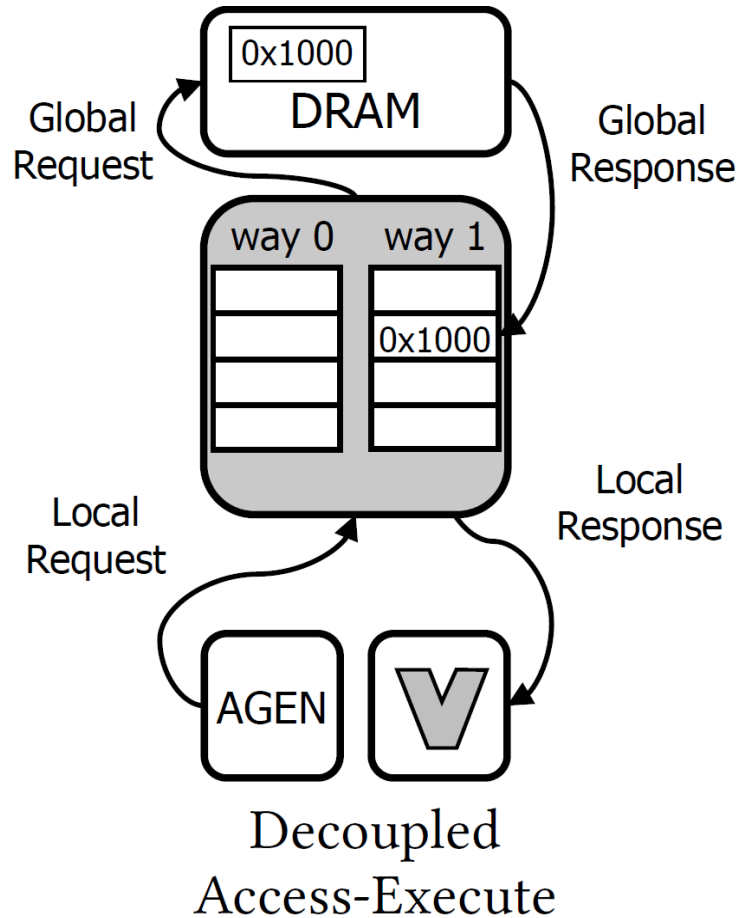 0x1000
DRAM
Global
Request
Global
Response
way 0
way 1
0x1000
Local
Request
Local
Response
AGEN
Decoupled
Access-Execute